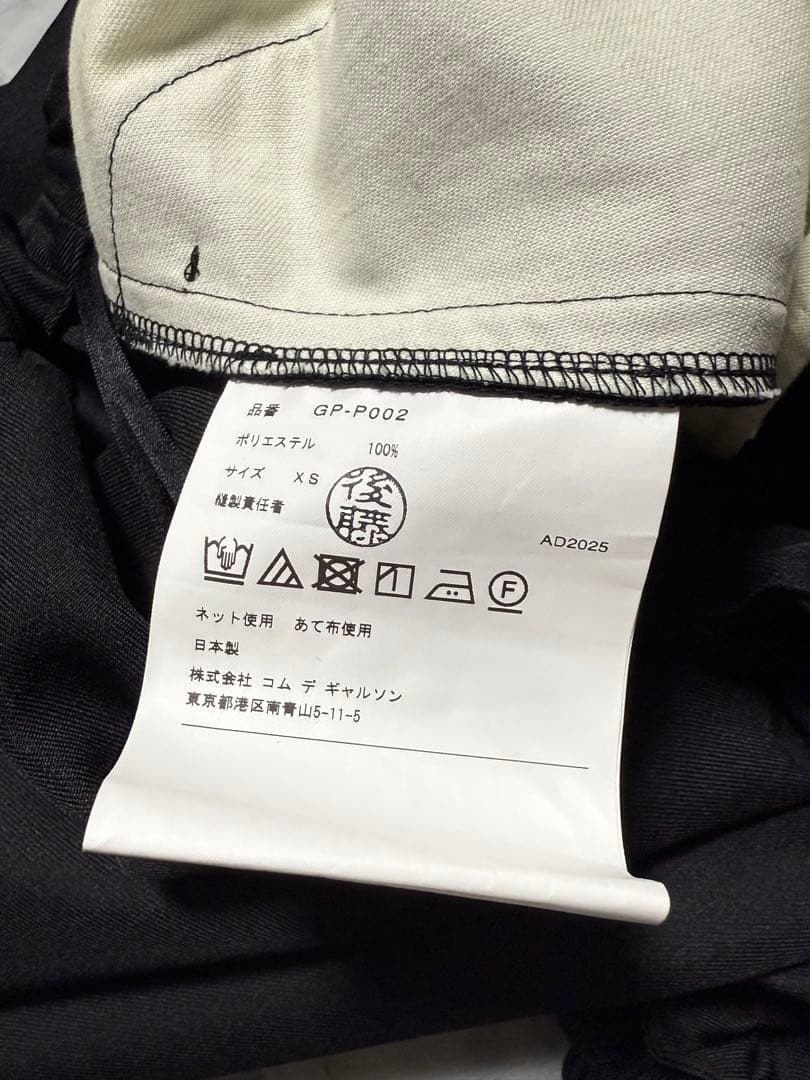 品番 GP-P002
ポリエステル 100%
サイズ XS
縫製責任者 後藤
AD2025
F
ネット使用 あて布使用
日本製
株式会社 コム デ ギャルソン
東京都港区南青山5-11-5